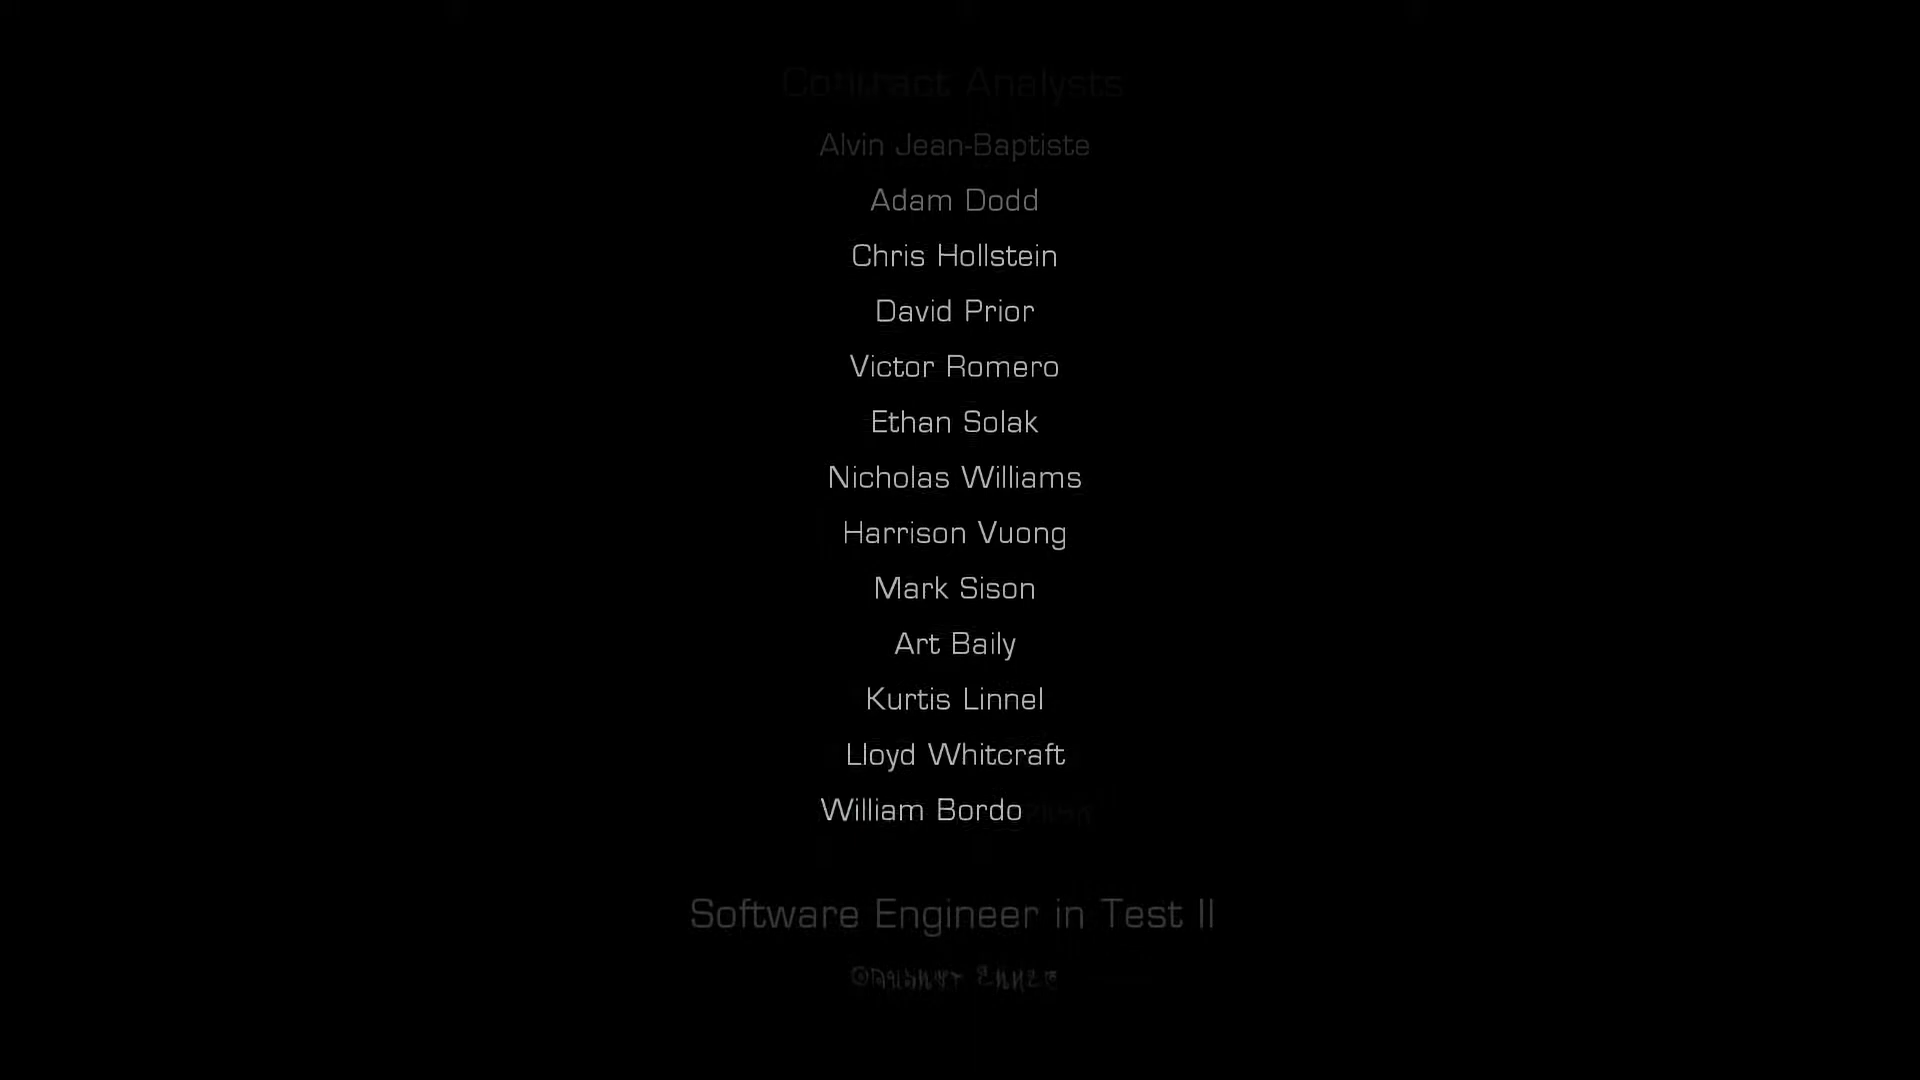 Contract Analysts
Alvin Jean-Baptiste
Adam Dodd
Chris Hollstein
David Prior
Victor Romero
Ethan Solak
Nicholas Williams
Harrison Vuong
Mark Sison
Art Baily
Kurtis Linnel
Lloyd Whitcraft
William Bordo
Software Engineer in Test II